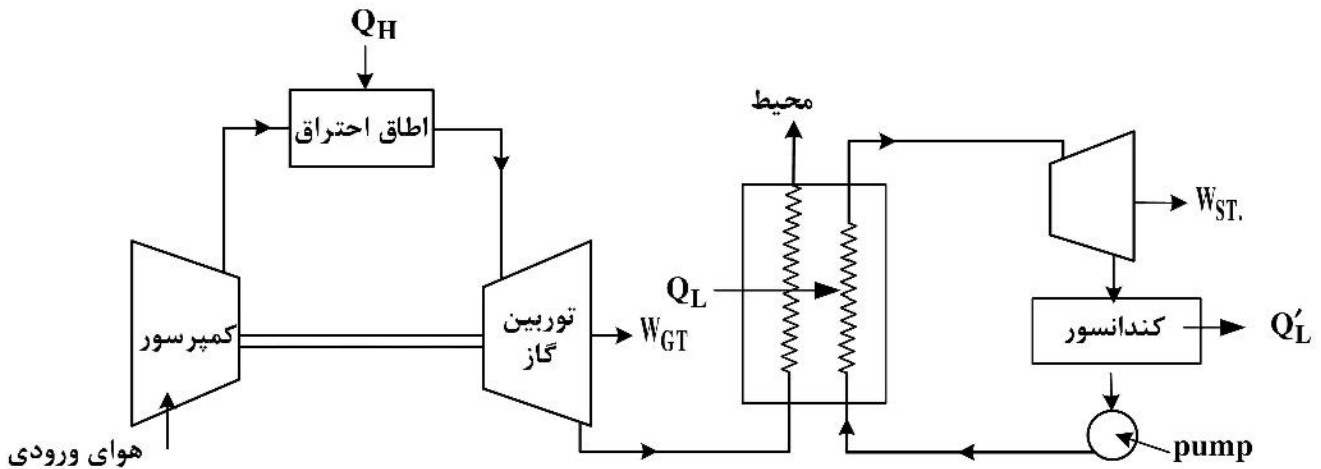 Q_H
اطاق احتراق
محیط
W_ST.
کمپرسور
توربین
گاز
W_GT
Q_L
کندانسور
Q′_L
هوای ورودی
pump